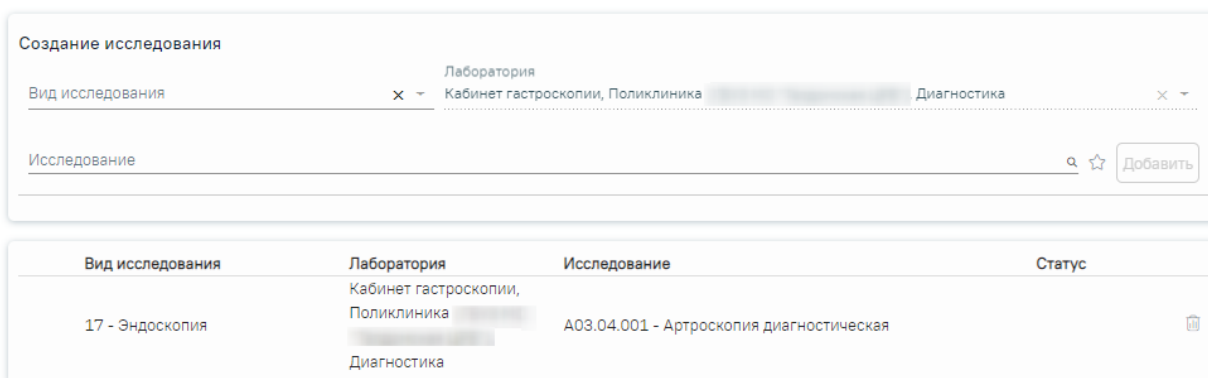 Создание исследования
Лаборатория
Вид исследования
Кабинет гастроскопии, Поликлиника Диагностика
Исследование
Добавить
Вид исследования Лаборатория Исследование Статус
Кабинет гастроскопии,
Поликлиника
17 - Эндоскопия
A03.04.001 - Артроскопия диагностическая
Диагностика